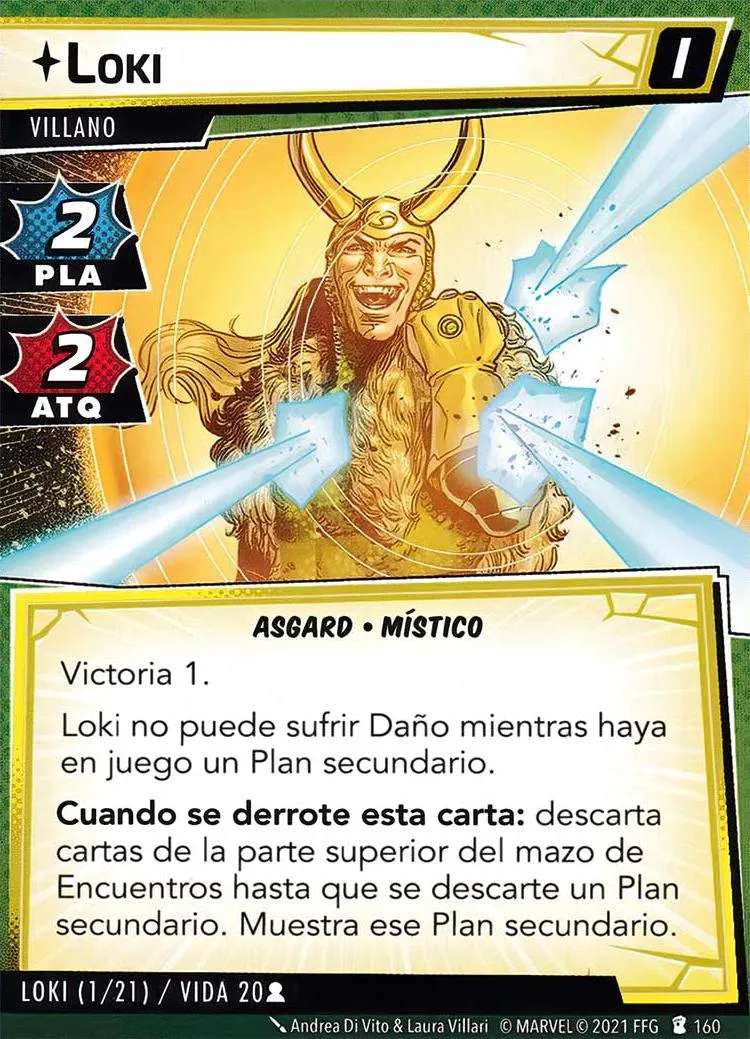 LOKI
I
VILLANO
2
PLA
2
ATQ
ASGARD • MÍSTICO
Victoria 1.
Loki no puede sufrir Daño mientras haya
en juego un Plan secundario.
Cuando se derrote esta carta: descarta
cartas de la parte superior del mazo de
Encuentros hasta que se descarte un Plan
secundario. Muestra ese Plan secundario.
LOKI (1/21) / VIDA 20
Andrea Di Vito & Laura Villari © MARVEL © 2021 FFG 160